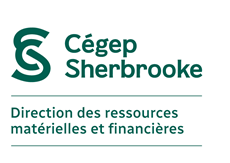 Cégep
Sherbrooke
Direction des ressources
matérielles et financières